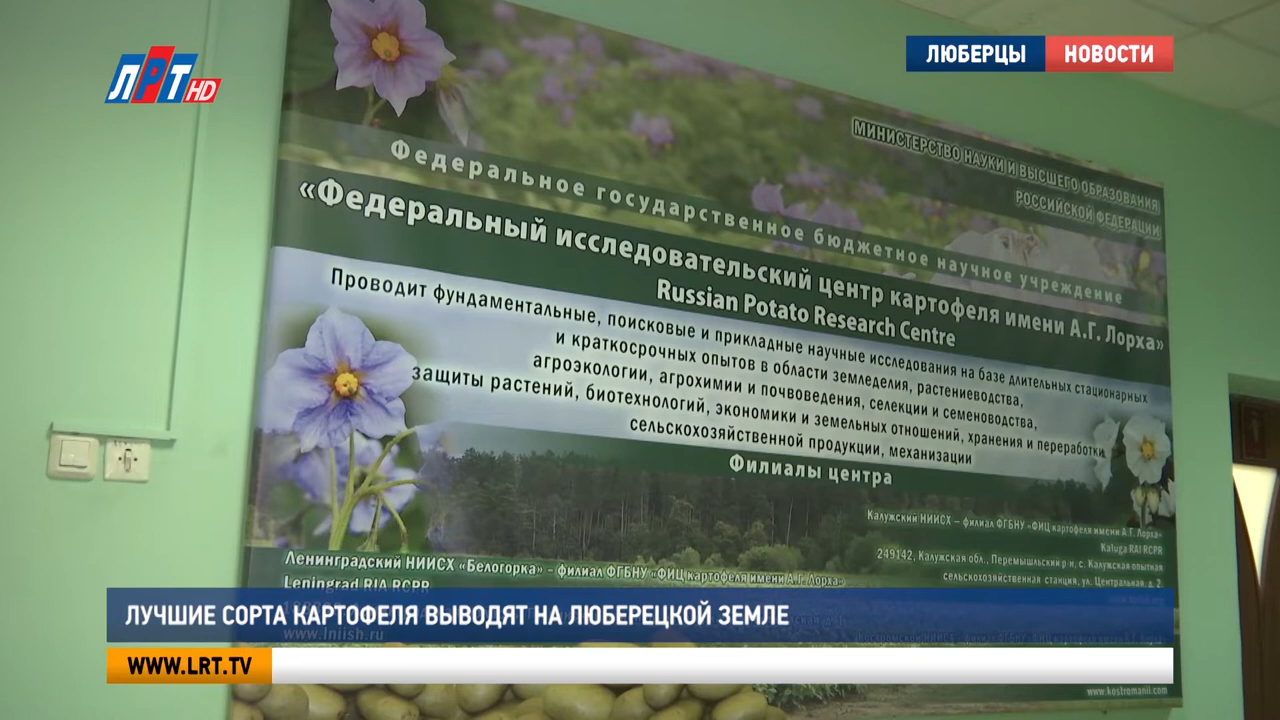 ЛРТ HD
ЛЮБЕРЦЫ НОВОСТИ
МИНИСТЕРСТВО НАУКИ И ВЫСШЕГО ОБРАЗОВАНИЯ
РОССИЙСКОЙ ФЕДЕРАЦИИ
Федеральное государственное бюджетное научное учреждение
«Федеральный исследовательский центр картофеля имени А.Г. Лорха»
Russian Potato Research Centre
Проводит фундаментальные, поисковые и прикладные научные исследования на базе длительных стационарных
и краткосрочных опытов в области земледелия, растениеводства,
агроэкологии, агрохимии и почвоведения, селекции и семеноводства,
защиты растений, биотехнологий, экономики и земельных отношений, хранения и переработки
сельскохозяйственной продукции, механизации
Филиалы центра
Калужский НИИСХ – филиал ФГБНУ «ФИЦ картофеля имени А.Г. Лорха»
Kaluga RAI RCPR
249142, Калужская обл., Перемышльский р-н, с. Калужская опытная
сельскохозяйственная станция, ул. Центральная, д. 2
Ленинградский НИИСХ «Белогорка» – филиал ФГБНУ «ФИЦ картофеля имени А.Г. Лорха»
Leningrad RIA RCPR
ЛУЧШИЕ СОРТА КАРТОФЕЛЯ ВЫВОДЯТ НА ЛЮБЕРЕЦКОЙ ЗЕМЛЕ
www.lniish.ru
WWW.LRT.TV
www.kostromanii.com